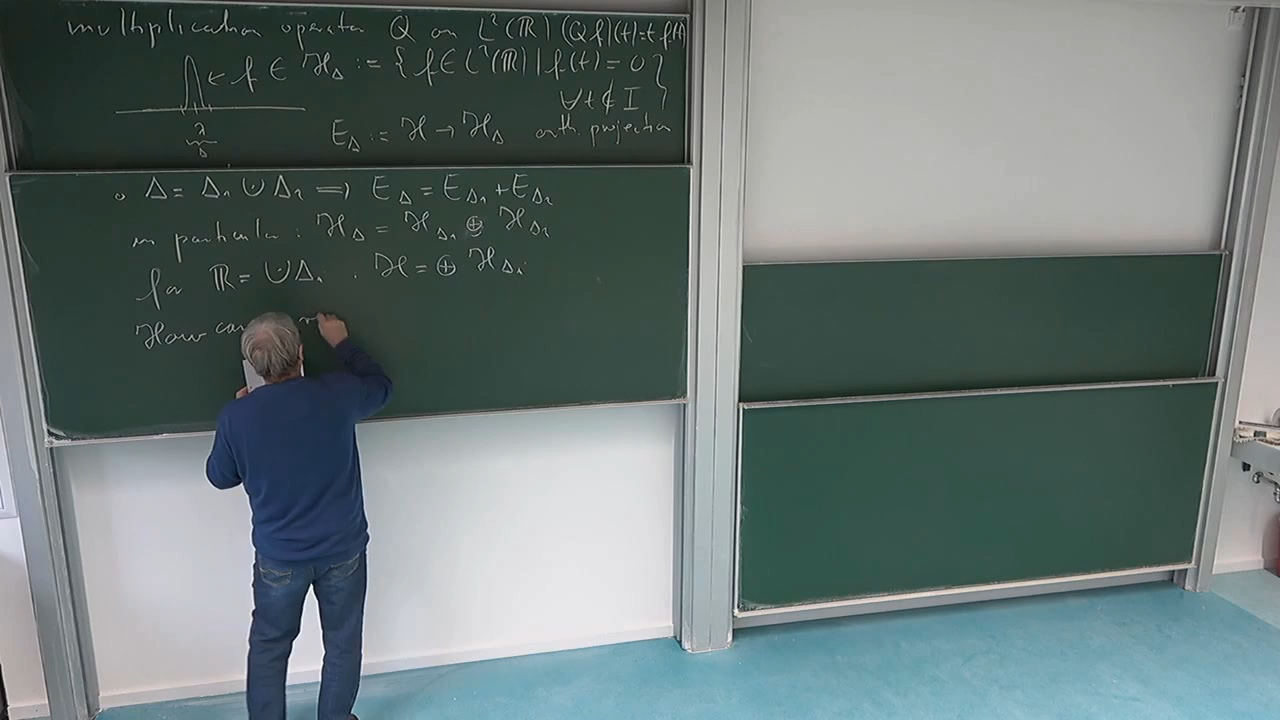 multiplication operator Q on L²(ℝ) (Qf)(t)=t f(t)
← f ∈ ℋ_Δ := { f ∈ L²(ℝ) | f(t) = 0
∀ t ∉ I }
λ
Δ
E_Δ := ℋ → ℋ_Δ orth. projection
∘ Δ = Δ₁ ∪̇ Δ₂ ⟹ E_Δ = E_Δ₁ + E_Δ₂
in particular: ℋ_Δ = ℋ_Δ₁ ⊕ ℋ_Δ₂
for ℝ = ∪̇ Δᵢ : ℋ = ⊕ ℋ_Δᵢ
How can